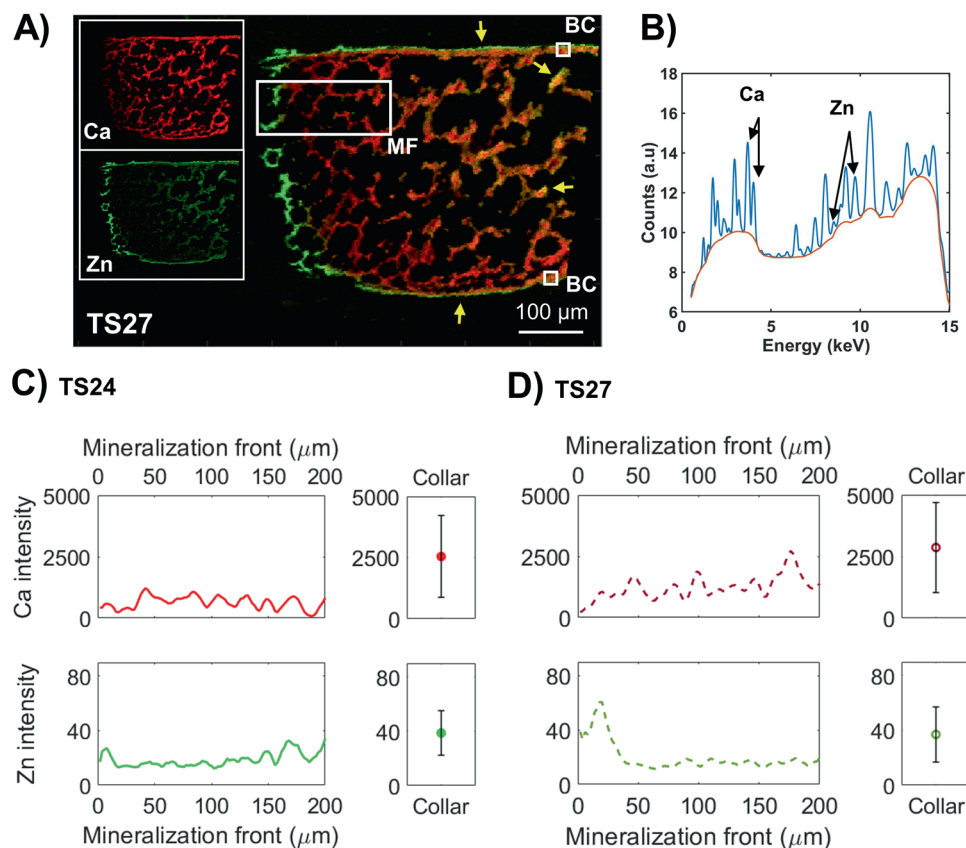 A)
BC
Ca
MF
Zn
BC
TS27
100 μm
B)
18
16
14
12
10
8
6
Counts (a.u)
Ca
Zn
0 5 10 15
Energy (keV)
C) TS24
Mineralization front (μm)
0 50 100 150 200
Collar
5000
2500
0
Ca intensity
5000
2500
0
80
40
0
Zn intensity
80
40
0
0 50 100 150 200
Mineralization front (μm)
Collar
D) TS27
Mineralization front (μm)
0 50 100 150 200
Collar
5000
2500
0
5000
2500
0
80
40
0
80
40
0
0 50 100 150 200
Mineralization front (μm)
Collar